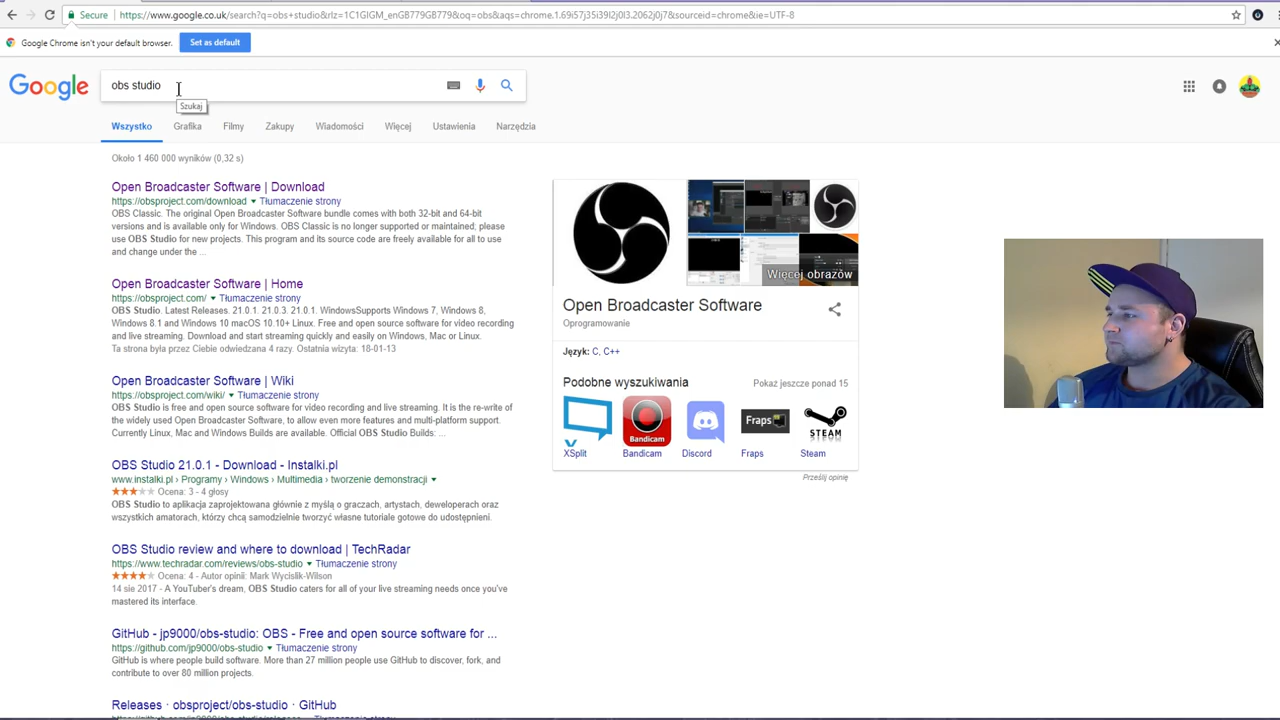 Secure https://www.google.co.uk/search?q=obs+studio&rlz=1C1GIGM_enGB779GB779&oq=obs&aqs=chrome.1.69i57j35i39l2j0l3.2062j0j7&sourceid=chrome&ie=UTF-8
Google Chrome isn't your default browser. Set as default
Google
obs studio
Szukaj
Wszystko Grafika Filmy Zakupy Wiadomości Więcej Ustawienia Narzędzia
Około 1 460 000 wyników (0,32 s)
Open Broadcaster Software | Download
https://obsproject.com/download Tłumaczenie strony
OBS Classic. The original Open Broadcaster Software bundle comes with both 32-bit and 64-bit
versions and is available only for Windows. OBS Classic is no longer supported or maintained; please
use OBS Studio for new projects. This program and its source code are freely available for all to use
and change under the ...
Open Broadcaster Software | Home
https://obsproject.com/ Tłumaczenie strony
OBS Studio. Latest Releases. 21.0.1. 21.0.3. 21.0.1. WindowsSupports Windows 7, Windows 8,
Windows 8.1 and Windows 10 macOS 10.10+ Linux. Free and open source software for video recording
and live streaming. Download and start streaming quickly and easily on Windows, Mac or Linux.
Ta strona była przez Ciebie odwiedzana 4 razy. Ostatnia wizyta: 18-01-13
Open Broadcaster Software | Wiki
https://obsproject.com/wiki/ Tłumaczenie strony
OBS Studio is free and open source software for video recording and live streaming. It is the re-write of
the widely used Open Broadcaster Software, to allow even more features and multi-platform support.
Currently Linux, Mac and Windows Builds are available. Official OBS Studio Builds: ...
OBS Studio 21.0.1 - Download - Instalki.pl
www.instalki.pl › Programy › Windows › Multimedia › tworzenie demonstracji
Ocena: 3 - 4 głosy
OBS Studio to aplikacja zaprojektowana głównie z myślą o graczach, artystach, deweloperach oraz
wszystkich amatorach, którzy chcą samodzielnie tworzyć własne tutoriale gotowe do udostępnieni.
OBS Studio review and where to download | TechRadar
https://www.techradar.com/reviews/obs-studio Tłumaczenie strony
Ocena: 4 - Autor opinii: Mark Wycislik-Wilson
14 sie 2017 - A YouTuber's dream, OBS Studio caters for all of your live streaming needs once you've
mastered its interface.
GitHub - jp9000/obs-studio: OBS - Free and open source software for ...
https://github.com/jp9000/obs-studio Tłumaczenie strony
GitHub is where people build software. More than 27 million people use GitHub to discover, fork, and
contribute to over 80 million projects.
Releases · obsproject/obs-studio · GitHub
Więcej obrazów
Open Broadcaster Software
Oprogramowanie
Język: C, C++
Podobne wyszukiwania Pokaż jeszcze ponad 15
Fraps
STEAM
XSplit Bandicam Discord Fraps Steam
Prześlij opinię